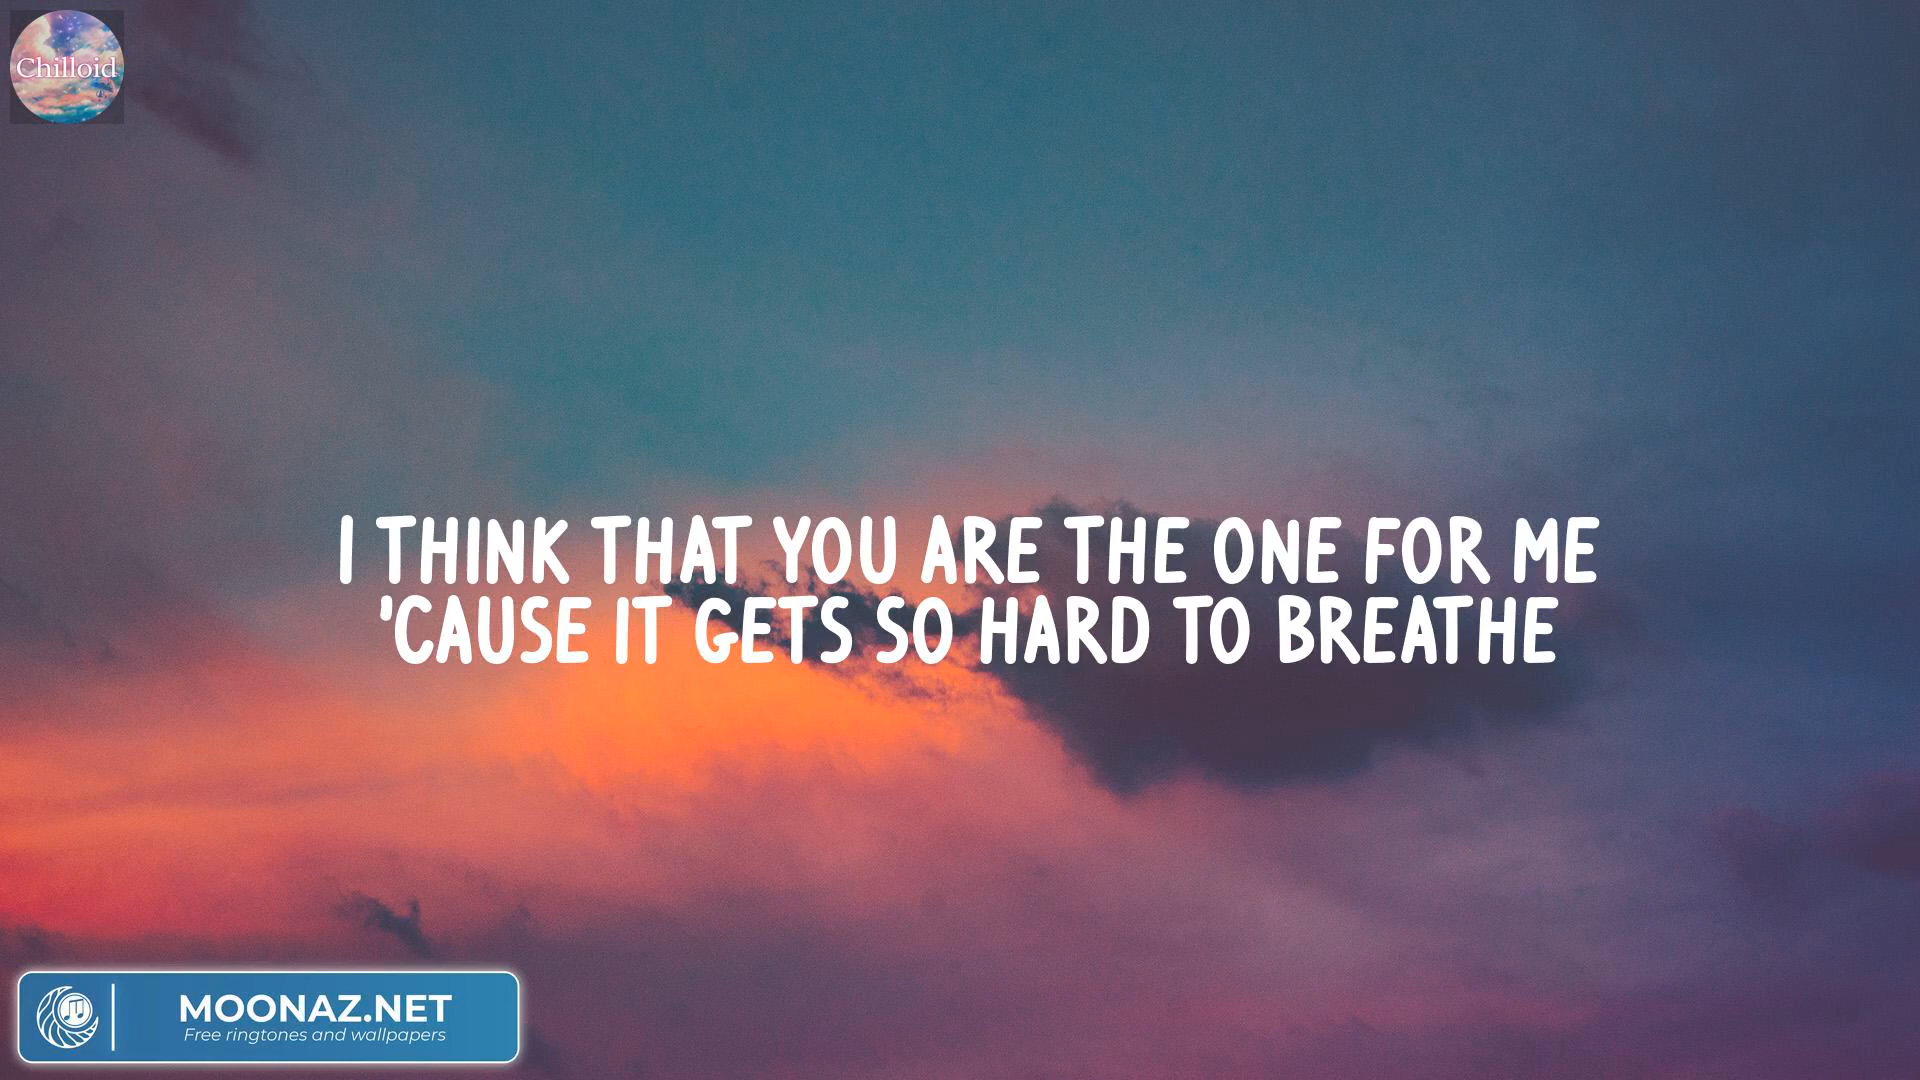 Chilloid
I THINK THAT YOU ARE THE ONE FOR ME
'CAUSE IT GETS SO HARD TO BREATHE
MOONAZ.NET
Free ringtones and wallpapers